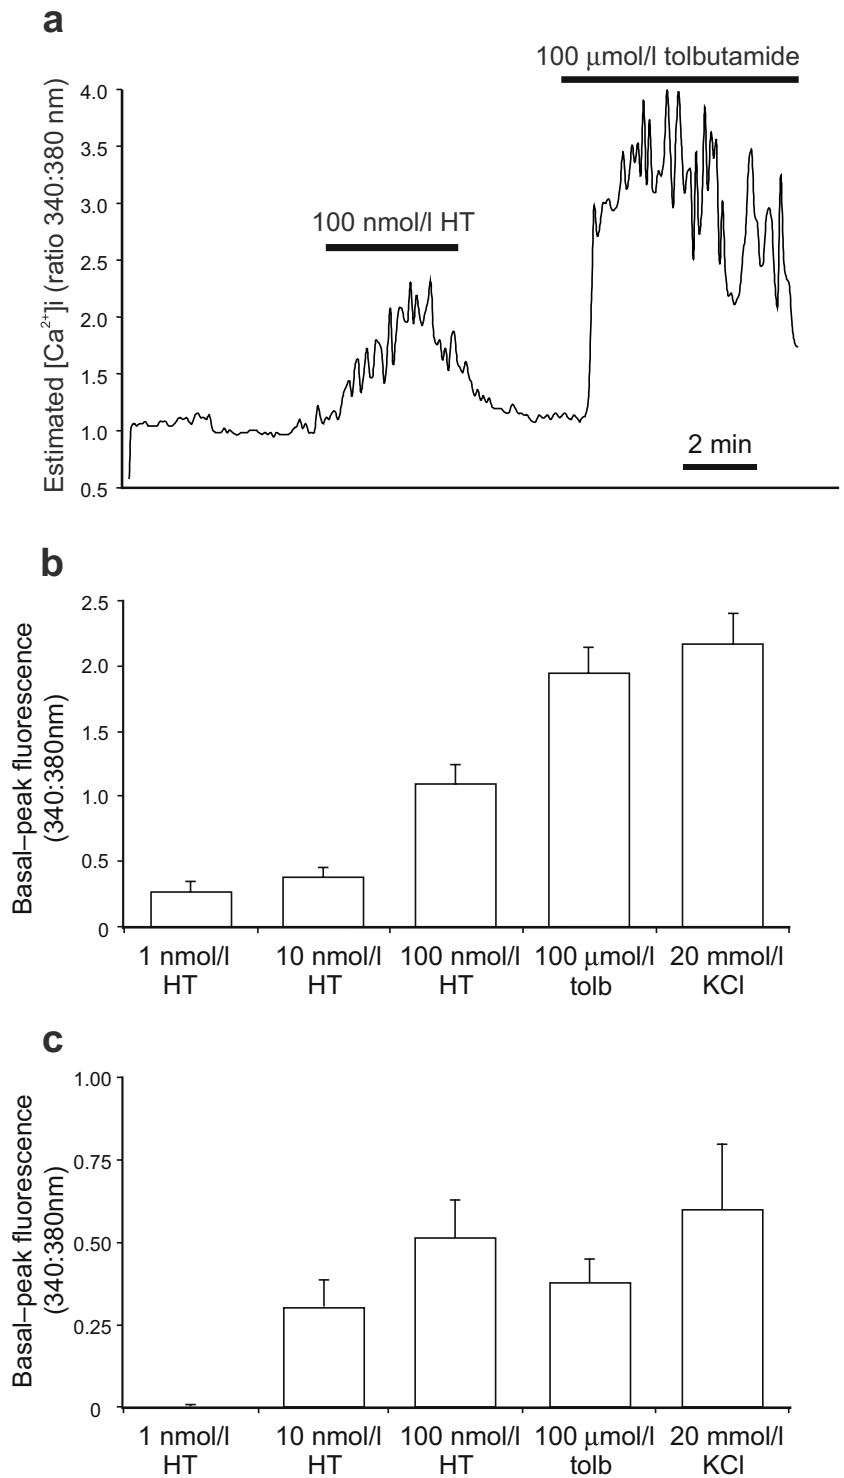 a
100 μmol/l tolbutamide
Estimated [Ca2+]i (ratio 340:380 nm)
4.0
3.5
3.0
2.5
2.0
1.5
1.0
0.5
100 nmol/l HT
2 min
b
Basal–peak fluorescence
(340:380nm)
2.5
2.0
1.5
1.0
0.5
0
1 nmol/l 10 nmol/l 100 nmol/l 100 μmol/l 20 mmol/l
HT HT HT tolb KCl
c
Basal–peak fluorescence
(340:380nm)
1.00
0.75
0.50
0.25
0
1 nmol/l 10 nmol/l 100 nmol/l 100 μmol/l 20 mmol/l
HT HT HT tolb KCl